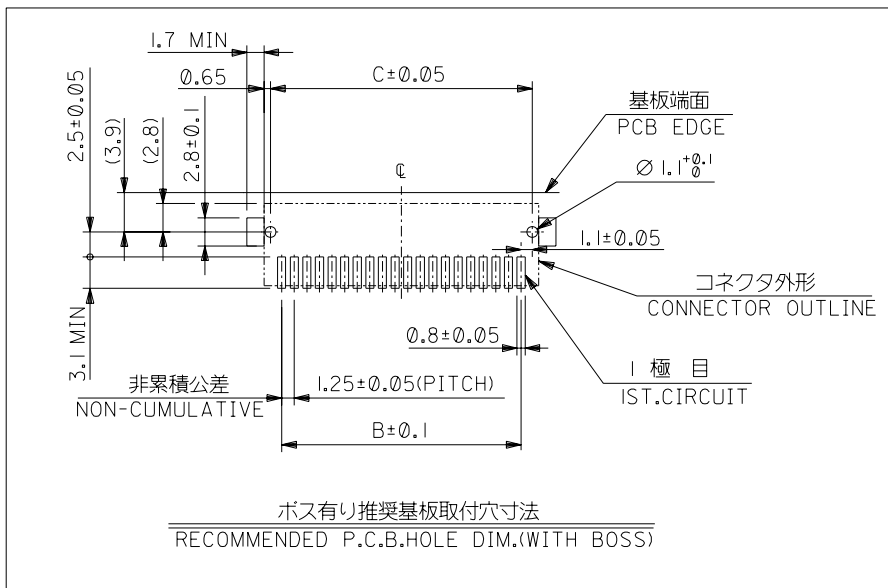 1.7 MIN
0.65
C±0.05
2.5±0.05
(3.9)
(2.8)
2.8±0.1
基板端面
PCB EDGE
℄
Ø 1.1 +0.1 0
1.1±0.05
コネクタ外形
CONNECTOR OUTLINE
3.1 MIN
0.8±0.05
1 極 目
1ST.CIRCUIT
非累積公差
NON-CUMULATIVE
1.25±0.05(PITCH)
B±0.1
ボス有り推奨基板取付穴寸法
RECOMMENDED P.C.B.HOLE DIM.(WITH BOSS)